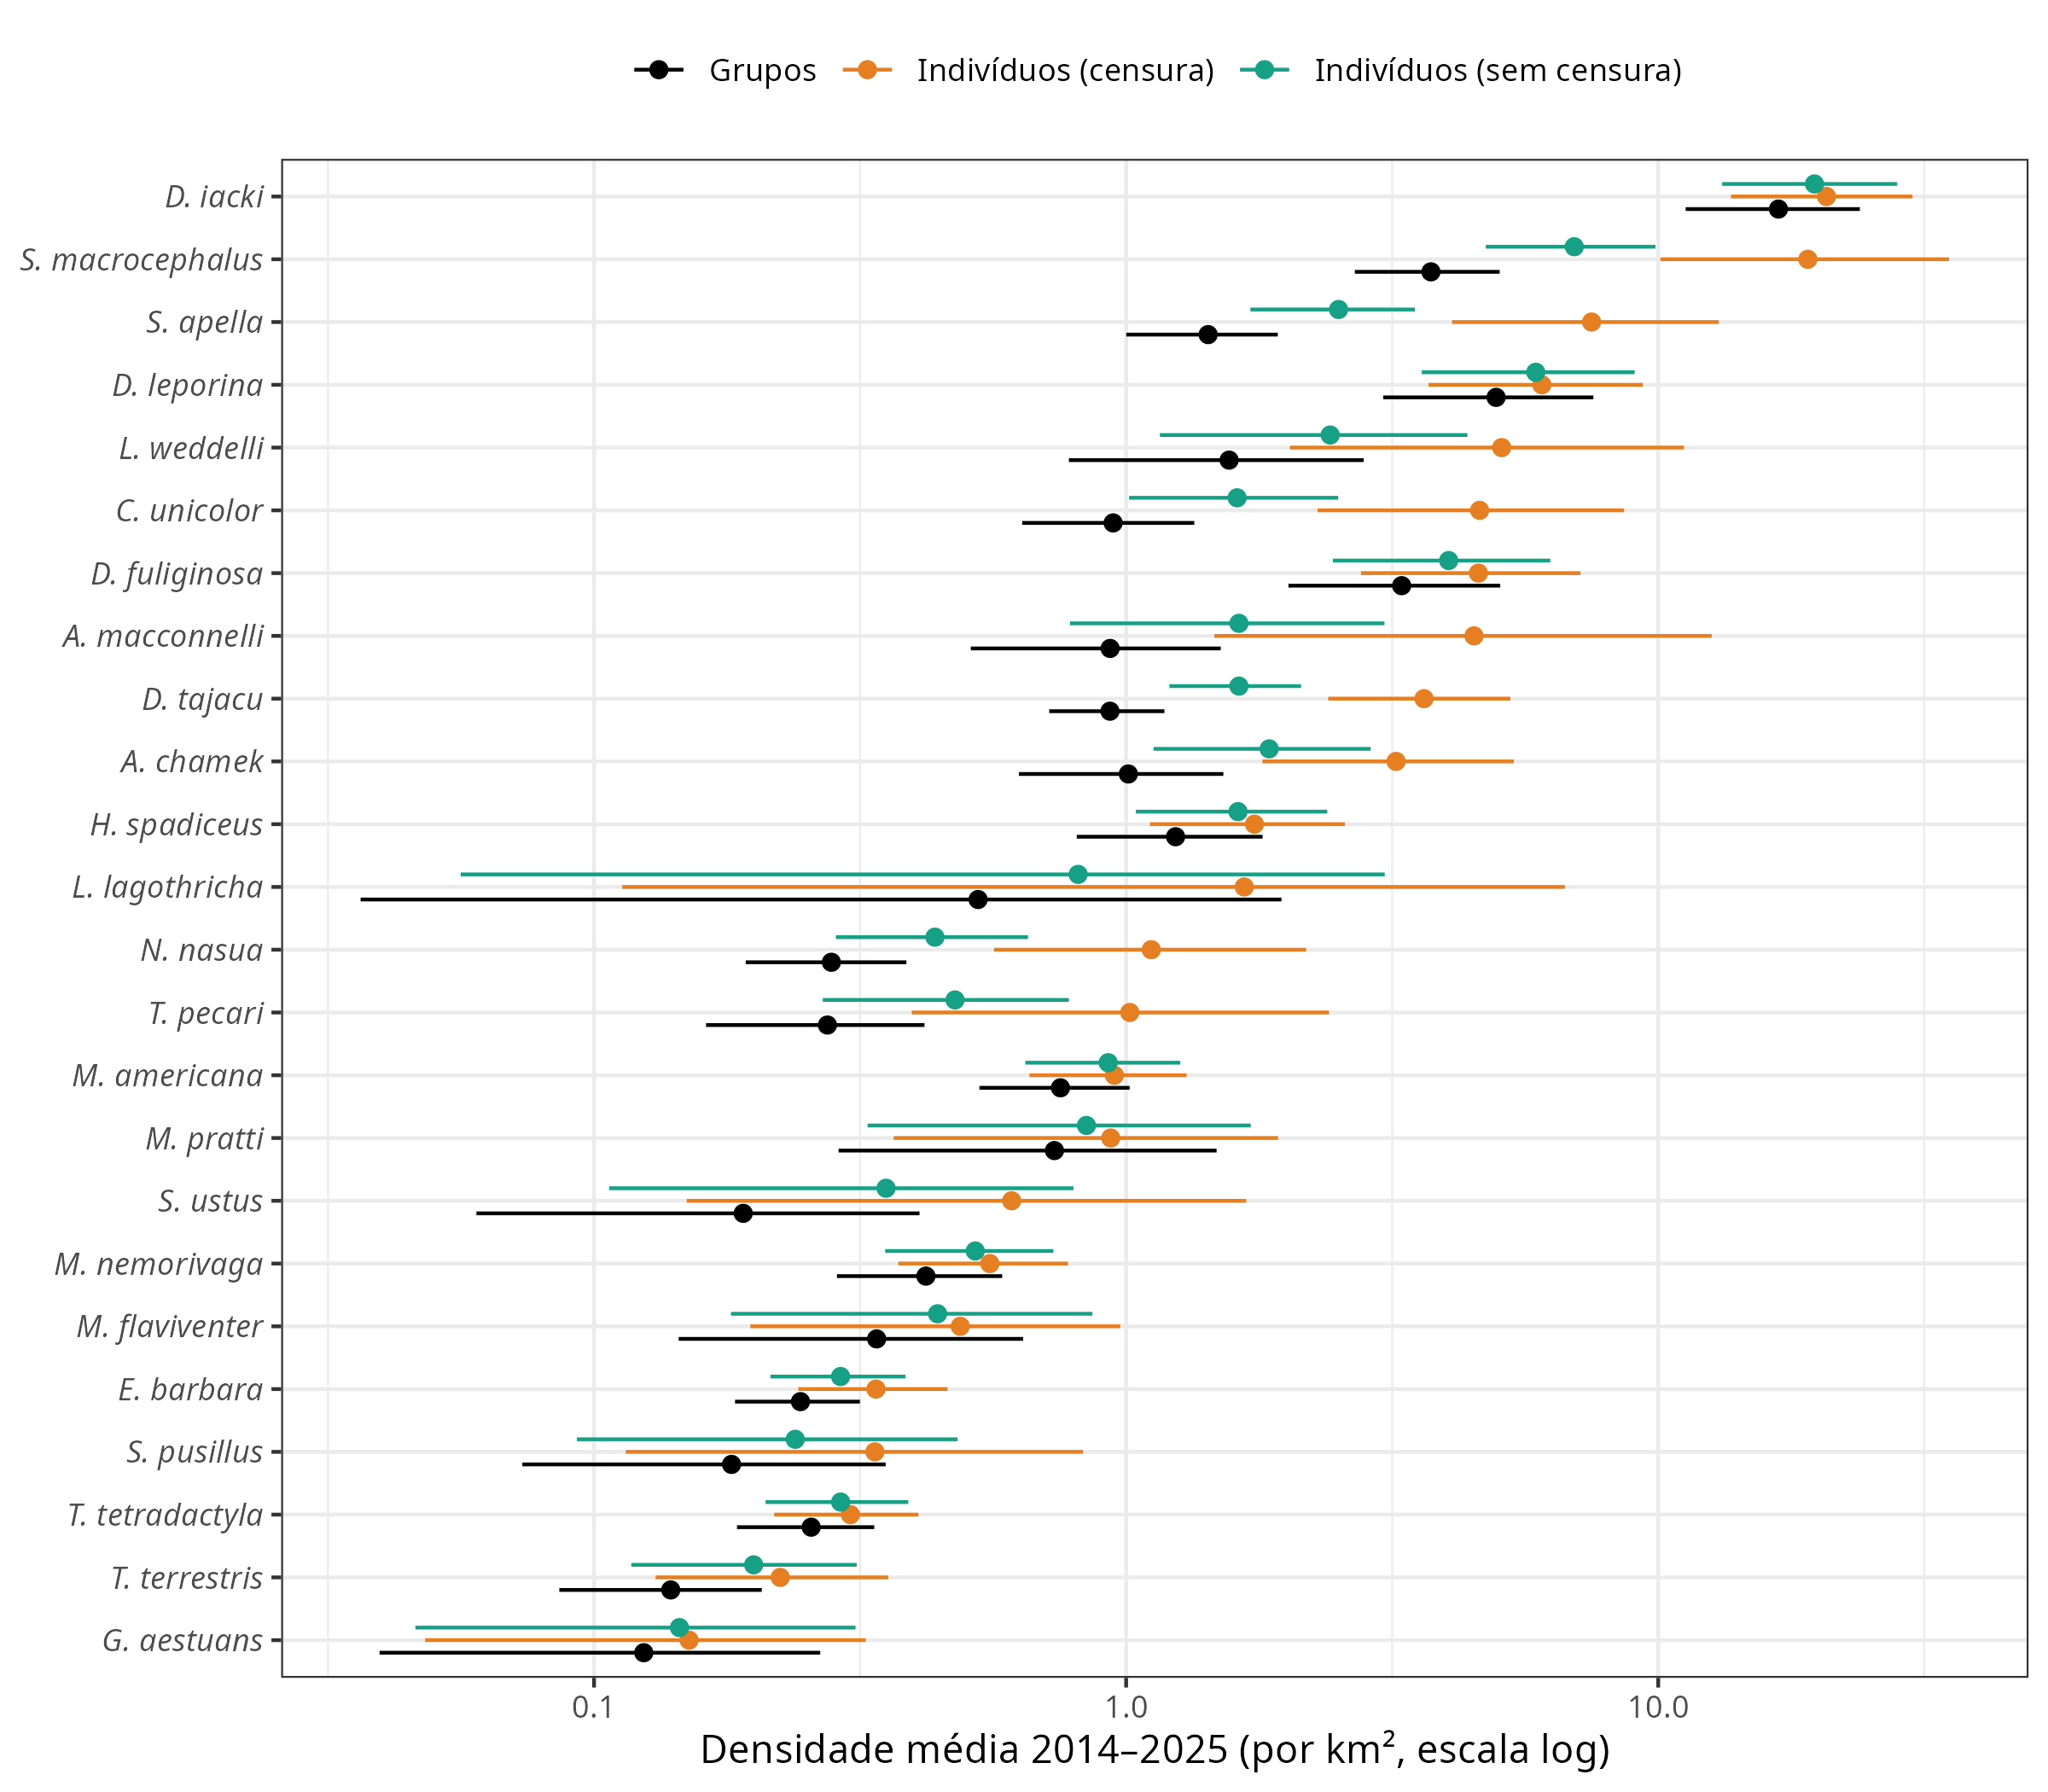 Grupos Indivíduos (censura) Indivíduos (sem censura)
D. iacki
S. macrocephalus
S. apella
D. leporina
L. weddelli
C. unicolor
D. fuliginosa
A. macconnelli
D. tajacu
A. chamek
H. spadiceus
L. lagothricha
N. nasua
T. pecari
M. americana
M. pratti
S. ustus
M. nemorivaga
M. flaviventer
E. barbara
S. pusillus
T. tetradactyla
T. terrestris
G. aestuans
0.1 1.0 10.0
Densidade média 2014–2025 (por km², escala log)